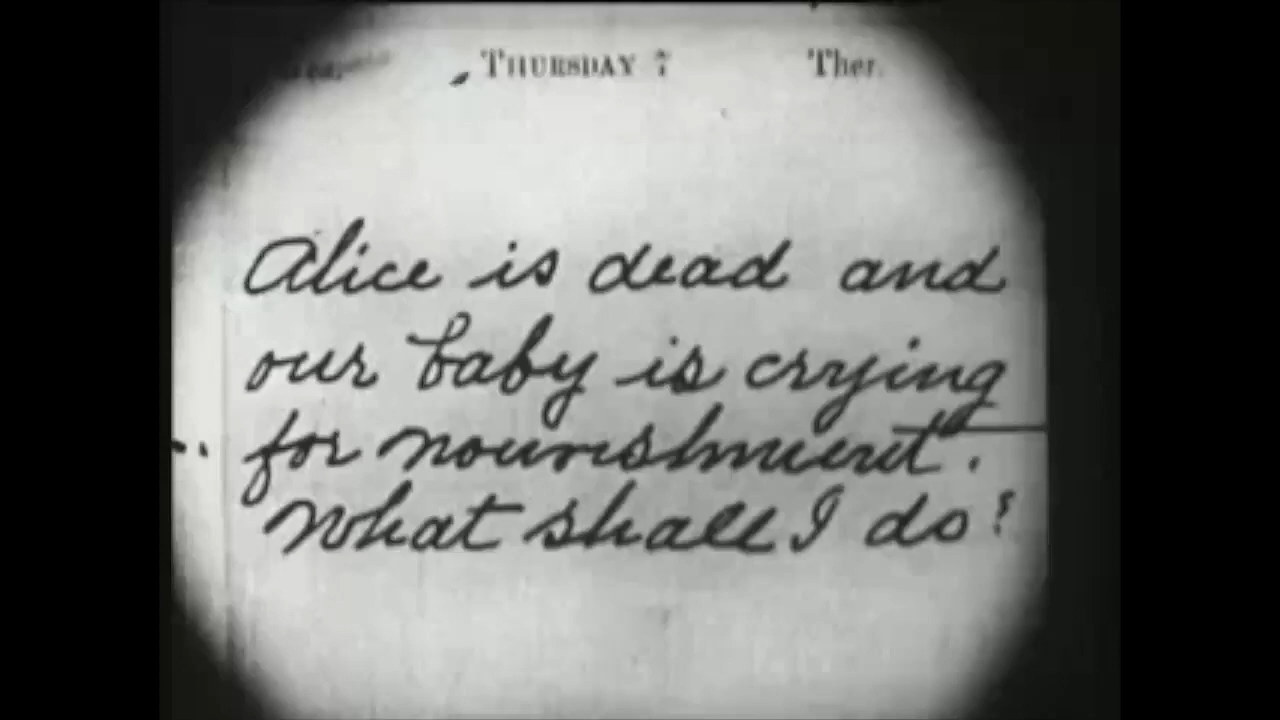 THURSDAY 7 Ther.
Alice is dead and
our baby is crying
for nourishment.
What shall I do?